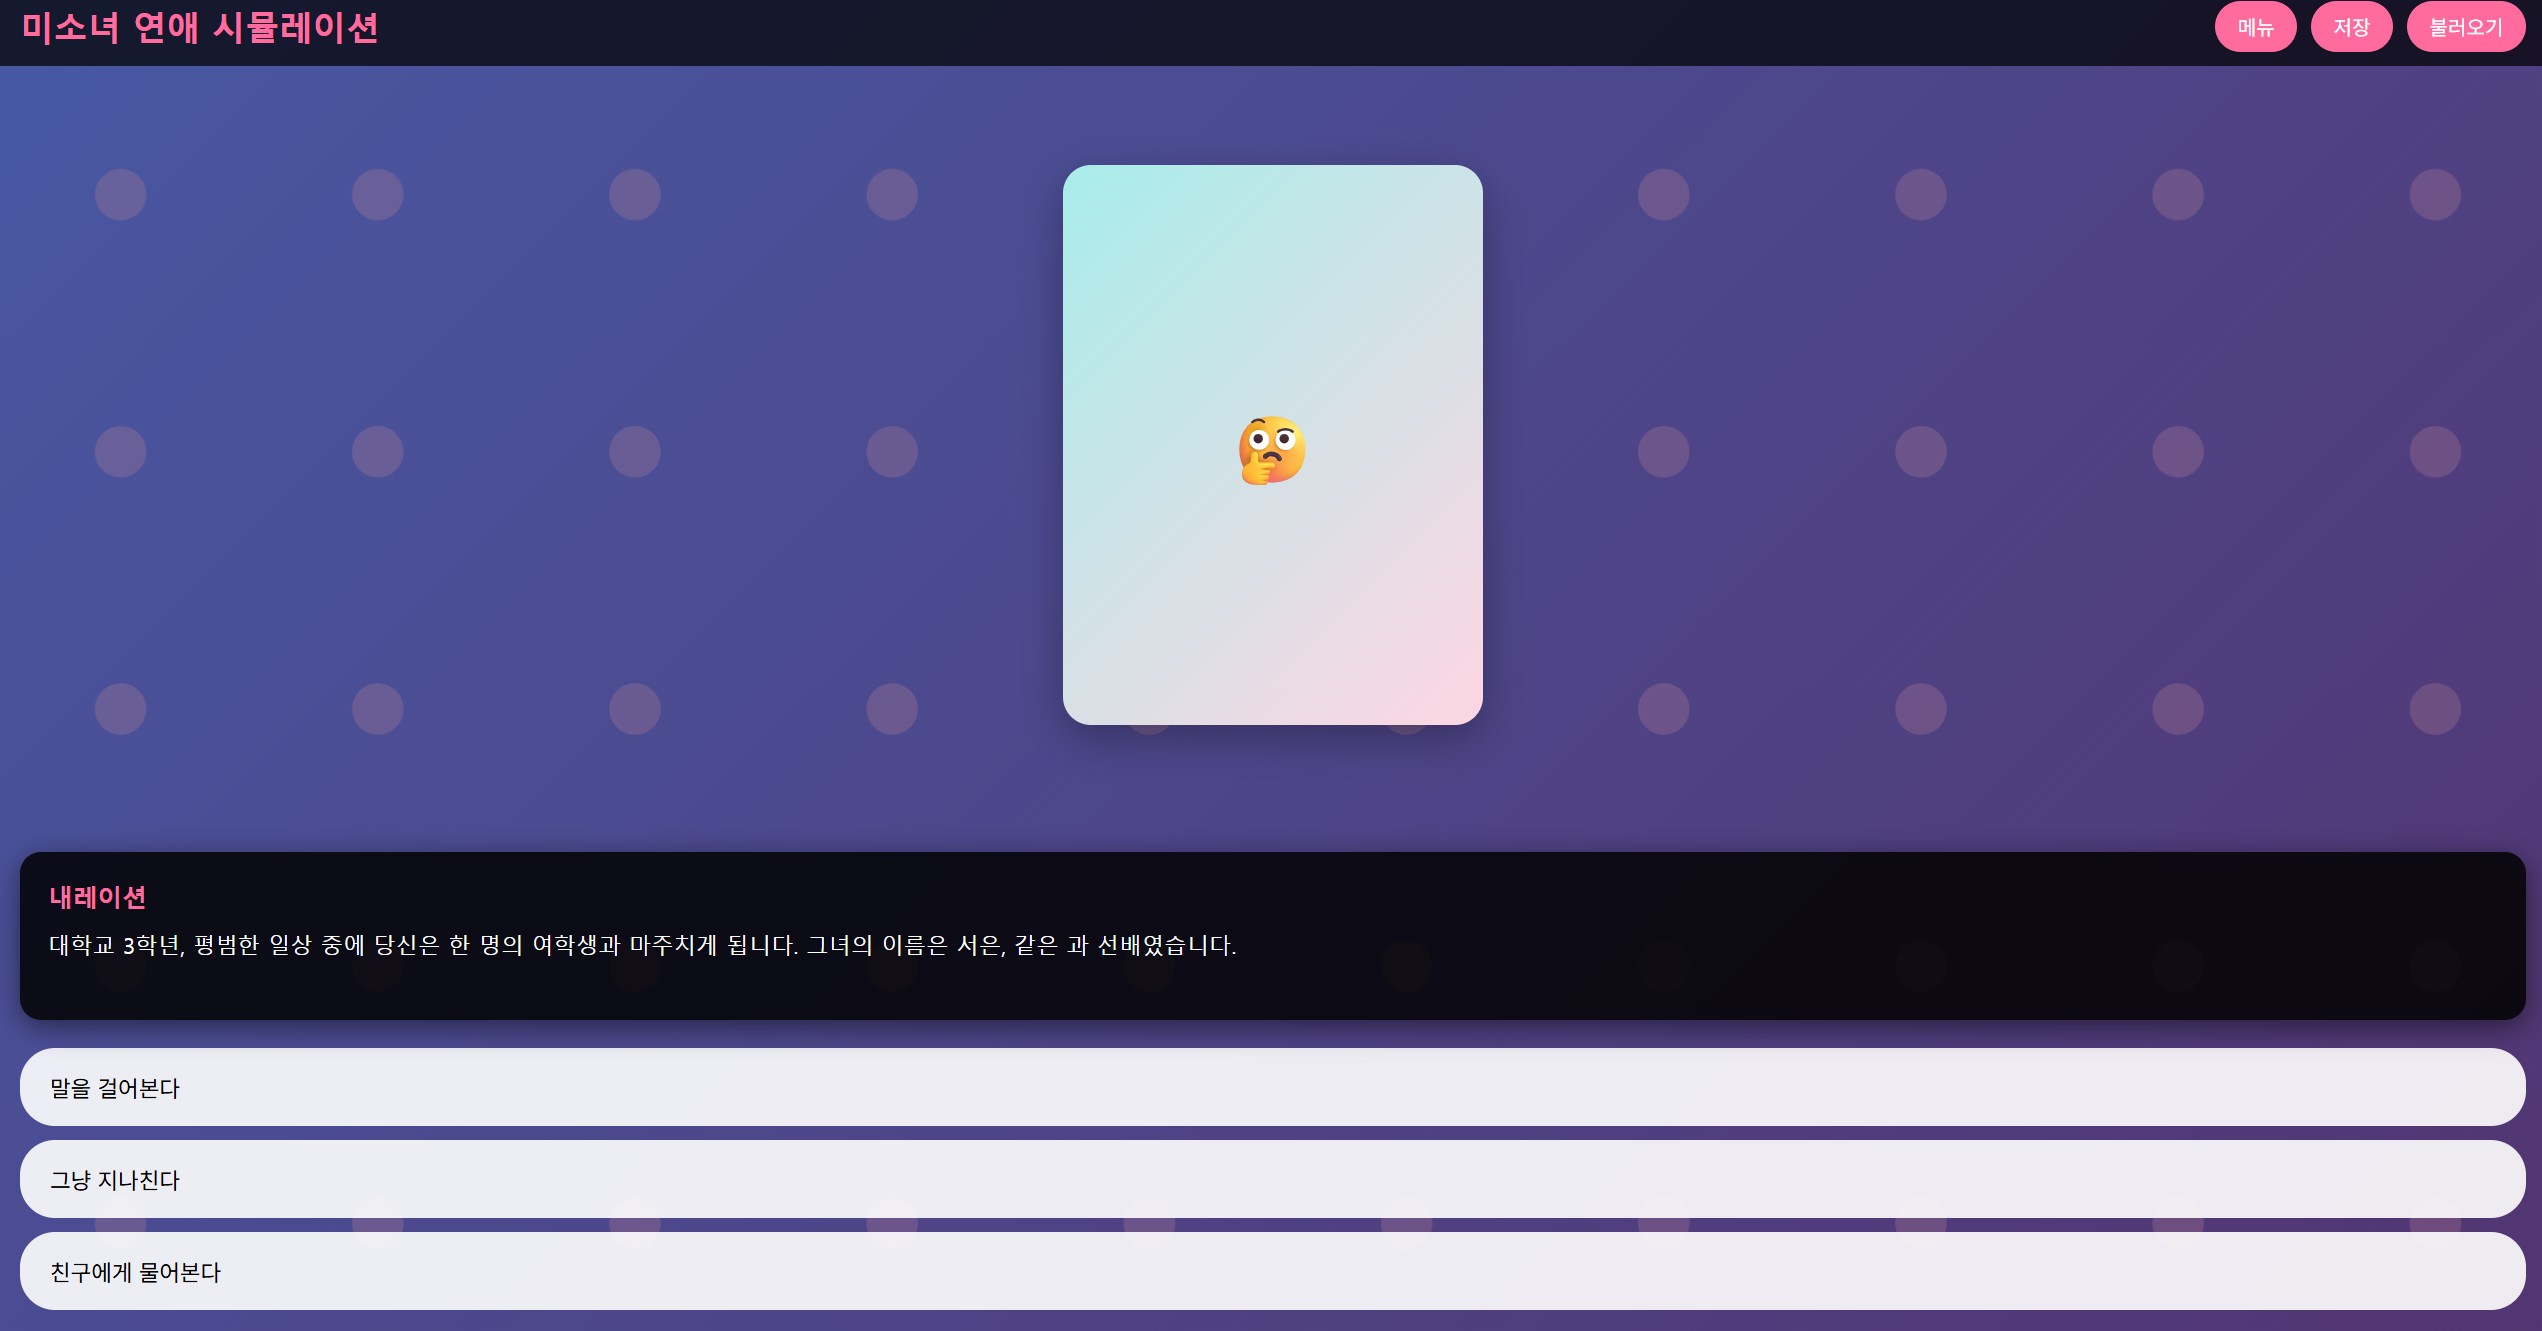 미소녀 연애 시뮬레이션
메뉴 저장 불러오기
내레이션
대학교 3학년, 평범한 일상 중에 당신은 한 명의 여학생과 마주치게 됩니다. 그녀의 이름은 서은, 같은 과 선배였습니다.
말을 걸어본다
그냥 지나친다
친구에게 물어본다